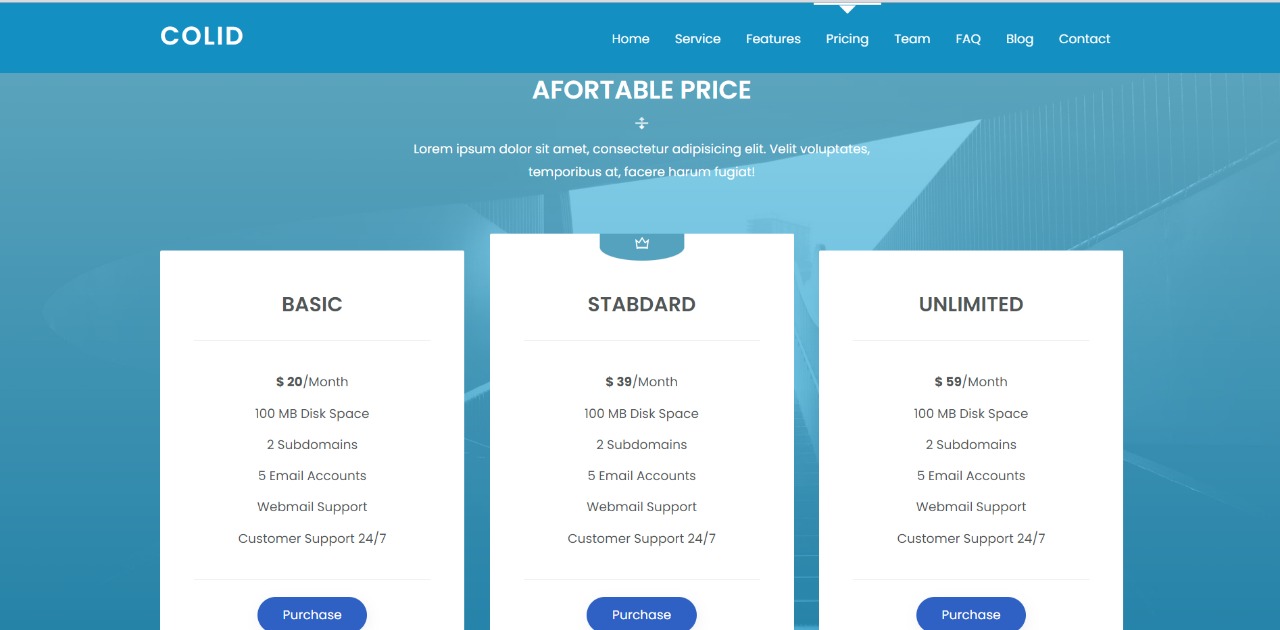 COLID
Home Service Features Pricing Team FAQ Blog Contact
AFORTABLE PRICE
Lorem ipsum dolor sit amet, consectetur adipisicing elit. Velit voluptates,
temporibus at, facere harum fugiat!
BASIC
$ 20/Month
100 MB Disk Space
2 Subdomains
5 Email Accounts
Webmail Support
Customer Support 24/7
Purchase
STABDARD
$ 39/Month
100 MB Disk Space
2 Subdomains
5 Email Accounts
Webmail Support
Customer Support 24/7
Purchase
UNLIMITED
$ 59/Month
100 MB Disk Space
2 Subdomains
5 Email Accounts
Webmail Support
Customer Support 24/7
Purchase